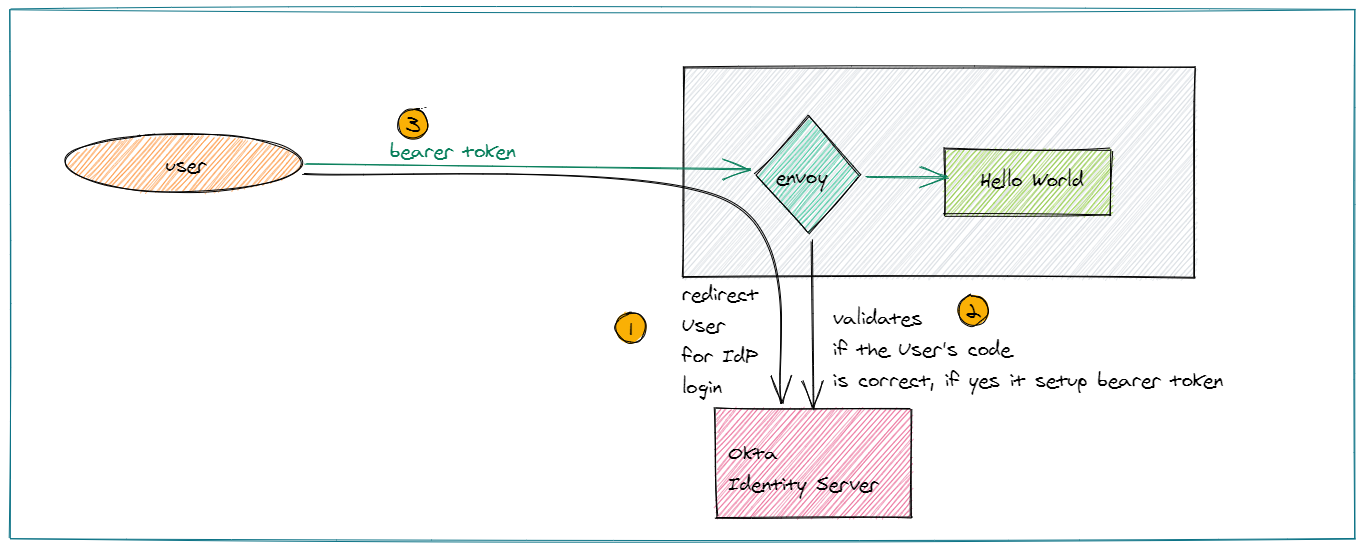 3
bearer token
user
envoy
Hello World
1
redirect
User
for IdP
login
2
validates
if the User's code
is correct, if yes it setup bearer token
Okta
Identity Server